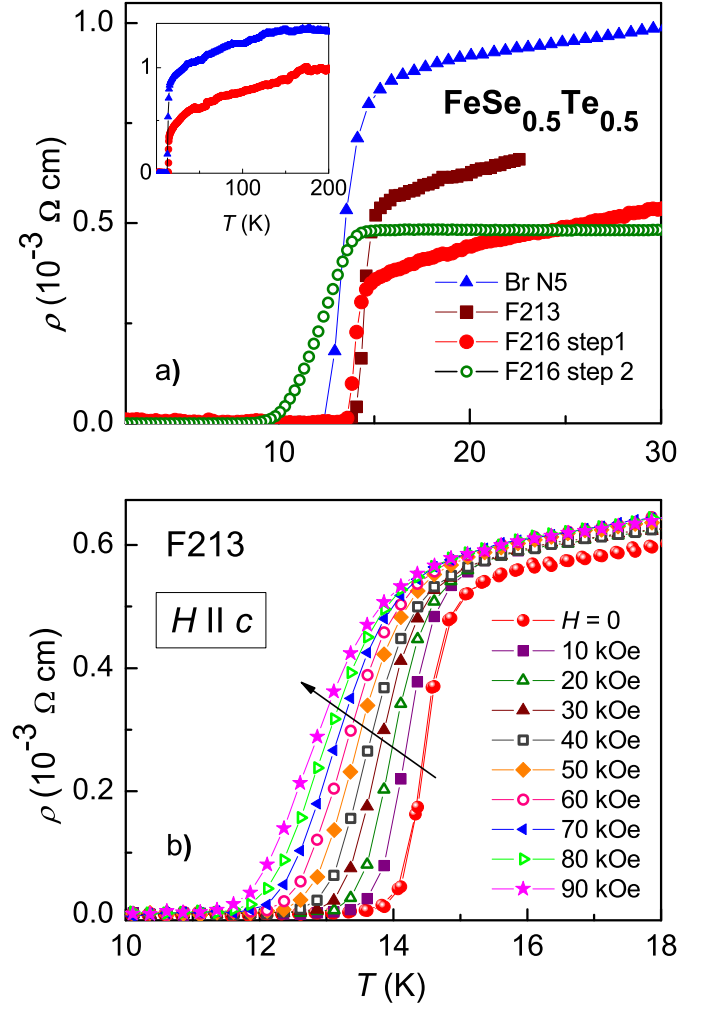 1.0
0.5
0.0
ρ (10⁻³ Ω cm)
1
0
100
200
T (K)
FeSe₀.₅Te₀.₅
Br N5
F213
F216 step1
F216 step 2
a)
10
20
30
F213
H II c
0.6
0.4
0.2
0.0
ρ (10⁻³ Ω cm)
H = 0
10 kOe
20 kOe
30 kOe
40 kOe
50 kOe
60 kOe
70 kOe
80 kOe
90 kOe
b)
10
12
14
16
18
T (K)